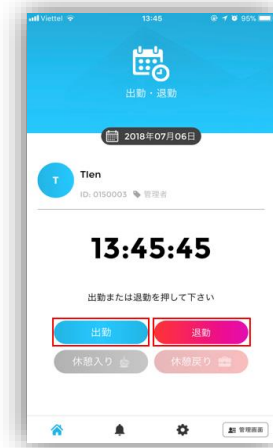 Viettel 13:45 95%
出勤・退勤
2018年07月06日
T
Tien
ID: 0150003 管理者
13:45:45
出勤または退勤を押して下さい
出勤 退勤
休憩入り 休憩戻り
管理画面